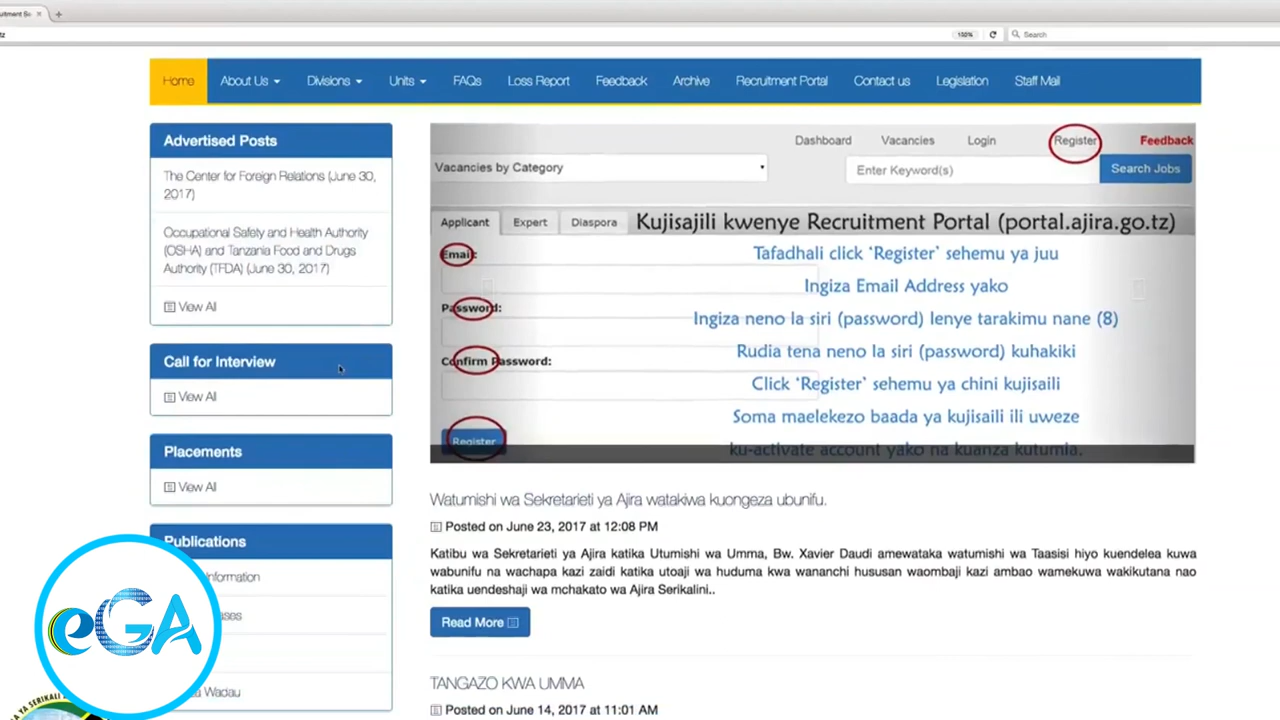 tz
100%
Search
Home
About Us
Divisions
Units
FAQs
Loss Report
Feedback
Archive
Recruitment Portal
Contact us
Legislation
Staff Mail
Advertised Posts
The Center for Foreign Relations (June 30,
2017)
Occupational Safety and Health Authority
(OSHA) and Tanzania Food and Drugs
Authority (TFDA) (June 30, 2017)
View All
Call for Interview
View All
Placements
View All
Publications
Information
Wadau
eGA
YA SERIKALI
Dashboard
Vacancies
Login
Register
Feedback
Vacancies by Category
Enter Keyword(s)
Search Jobs
Applicant
Expert
Diaspora
Kujisajili kwenye Recruitment Portal (portal.ajira.go.tz)
Email:
Tafadhali click ‘Register’ sehemu ya juu
Ingiza Email Address yako
Password:
Ingiza neno la siri (password) lenye tarakimu nane (8)
Rudia tena neno la siri (password) kuhakiki
Confirm Password:
Click ‘Register’ sehemu ya chini kujisaili
Soma maelekezo baada ya kujisaili ili uweze
Register
ku-activate account yako na kuanza kutumia.
Watumishi wa Sekretarieti ya Ajira watakiwa kuongeza ubunifu.
Posted on June 23, 2017 at 12:08 PM
Katibu wa Sekretarieti ya Ajira katika Utumishi wa Umma, Bw. Xavier Daudi amewataka watumishi wa Taasisi hiyo kuendelea kuwa
wabunifu na wachapa kazi zaidi katika utoaji wa huduma kwa wananchi hususan waombaji kazi ambao wamekuwa wakikutana nao
katika uendeshaji wa mchakato wa Ajira Serikalini..
Read More
TANGAZO KWA UMMA
Posted on June 14, 2017 at 11:01 AM